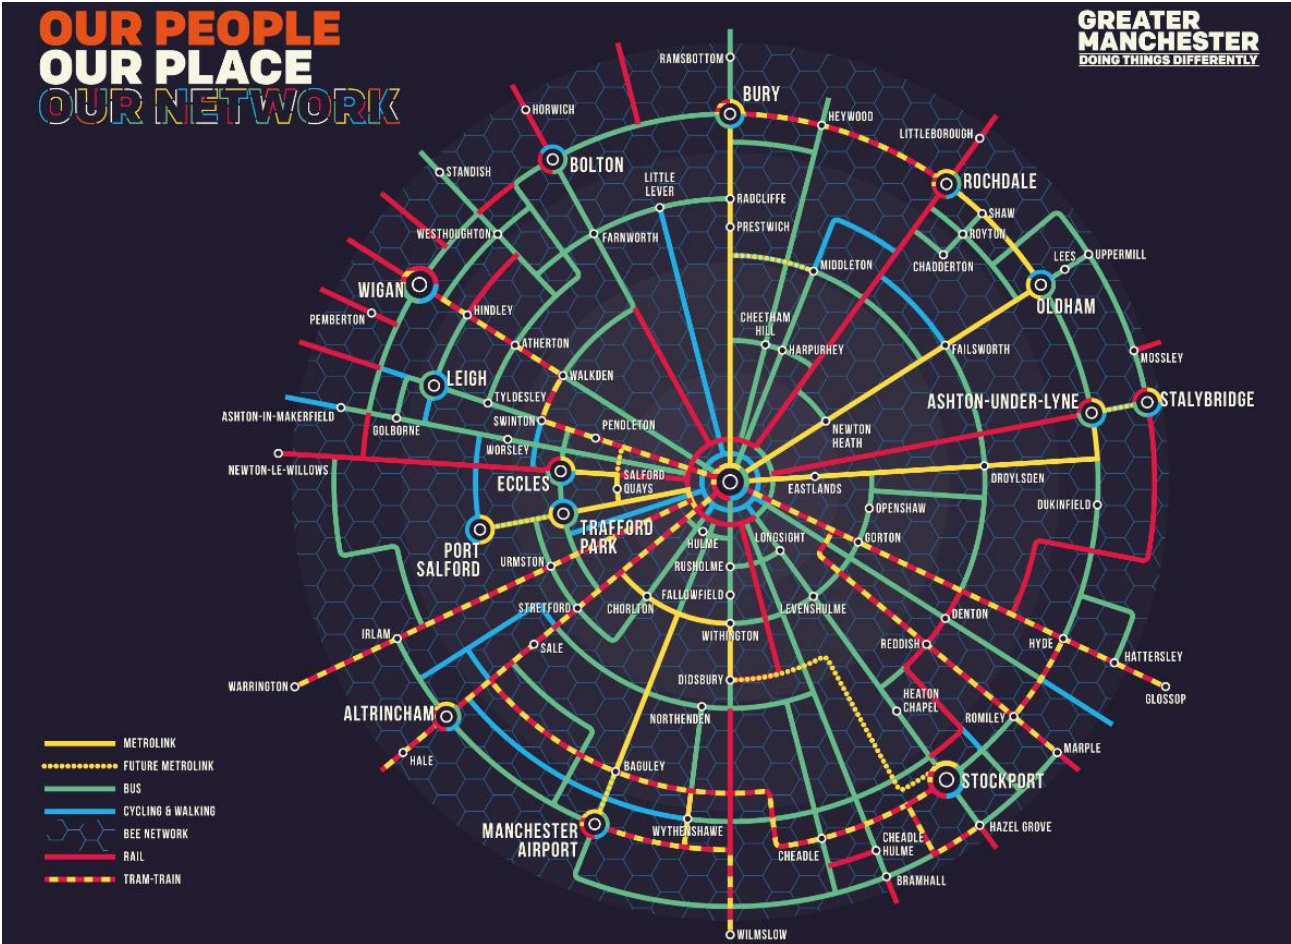 OUR PEOPLE
OUR PLACE
OUR NETWORK
GREATER
MANCHESTER
DOING THINGS DIFFERENTLY
RAMSBOTTOM
BURY
HEYWOOD
HORWICH
LITTLEBOROUGH
BOLTON
ROCHDALE
STANDISH
LITTLE
LEVER
RADCLIFFE
SHAW
WESTHOUGHTON
FARNWORTH
PRESTWICH
ROYTON
CHADDERTON
LEES
UPPERMILL
MIDDLETON
WIGAN
OLDHAM
PEMBERTON
HINDLEY
CHEETHAM
HILL
ATHERTON
HARPURHEY
FAILSWORTH
MOSSLEY
LEIGH
WALKDEN
TYLDESLEY
ASHTON-UNDER-LYNE
STALYBRIDGE
ASHTON-IN-MAKERFIELD
GOLBORNE
SWINTON
PENDLETON
NEWTON
HEATH
WORSLEY
NEWTON-LE-WILLOWS
ECCLES
SALFORD
QUAYS
EASTLANDS
DROYLSDEN
DUKINFIELD
OPENSHAW
TRAFFORD
PARK
PORT
SALFORD
HULME
LONGSIGHT
GORTON
URMSTON
RUSHOLME
STRETFORD
CHORLTON
FALLOWFIELD
LEVENSHULME
DENTON
IRLAM
WITHINGTON
SALE
REDDISH
HYDE
HATTERSLEY
WARRINGTON
DIDSBURY
GLOSSOP
ALTRINCHAM
NORTHENDEN
HEATON
CHAPEL
ROMILEY
HALE
MARPLE
BAGULEY
STOCKPORT
MANCHESTER
AIRPORT
WYTHENSHAWE
HAZEL GROVE
CHEADLE
CHEADLE
HULME
BRAMHALL
WILMSLOW
METROLINK
FUTURE METROLINK
BUS
CYCLING & WALKING
BEE NETWORK
RAIL
TRAM-TRAIN